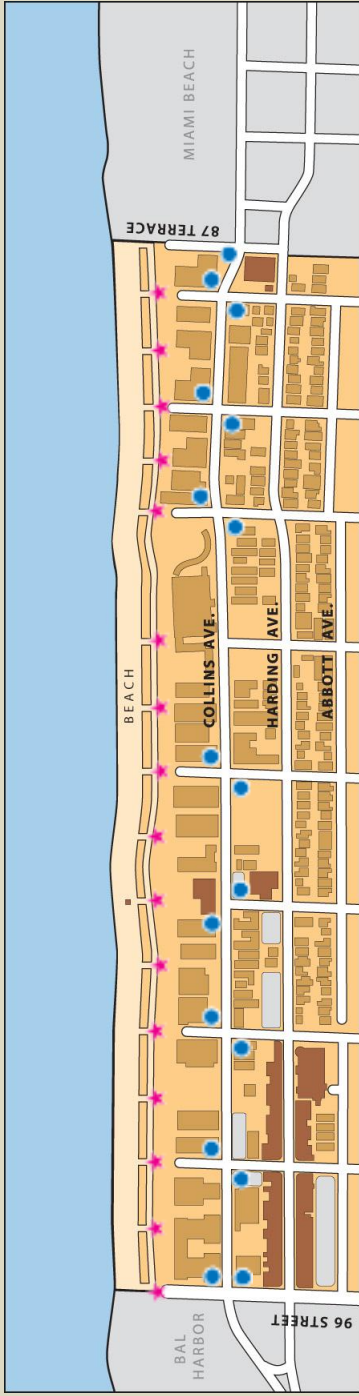 MIAMI BEACH
87 TERRACE
BEACH
COLLINS AVE.
HARDING AVE.
ABBOTT AVE.
BAL
HARBOR
96 STREET